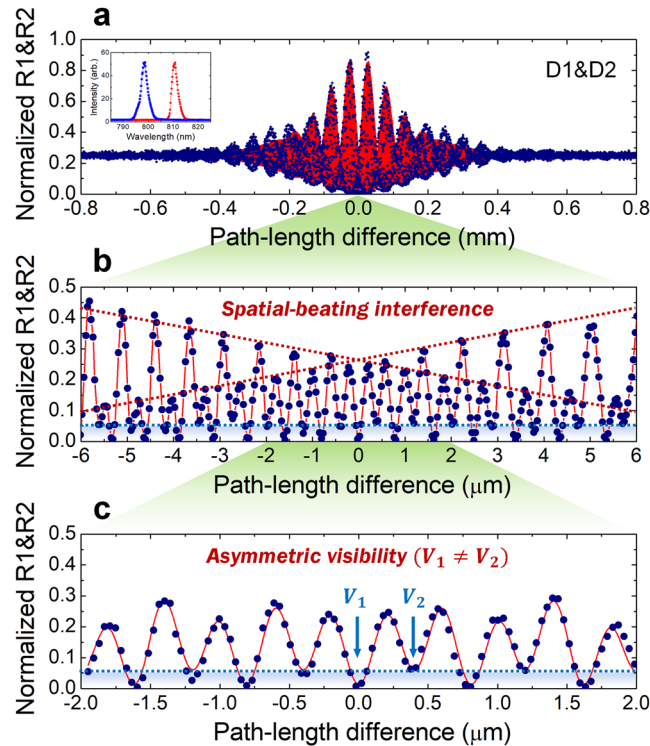 a
Normalized R1&R2
1.0
0.8
0.6
0.4
0.2
0.0
Intensity (arb.)
60
40
20
0
790 800 810 820
Wavelength (nm)
D1&D2
-0.8 -0.6 -0.4 -0.2 0.0 0.2 0.4 0.6 0.8
Path-length difference (mm)
b
Normalized R1&R2
0.5
0.4
0.3
0.2
0.1
0.0
Spatial-beating interference
-6 -5 -4 -3 -2 -1 0 1 2 3 4 5 6
Path-length difference (μm)
c
Normalized R1&R2
0.5
0.4
0.3
0.2
0.1
0.0
Asymmetric visibility (V₁ ≠ V₂)
V₁ V₂
-2.0 -1.5 -1.0 -0.5 0.0 0.5 1.0 1.5 2.0
Path-length difference (μm)